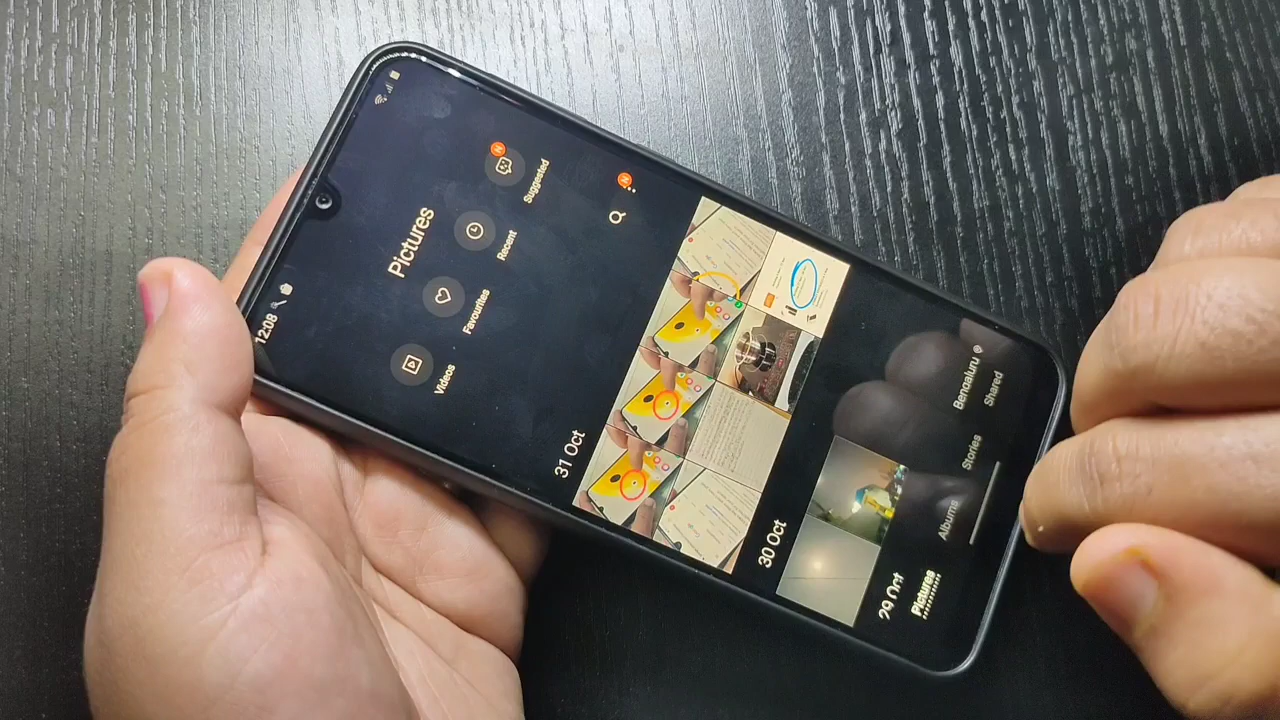 12:08
Pictures
Videos
Favourites
Recent
Suggested
N
N
31 Oct
30 Oct
Bengaluru
29 Oct
Pictures
Albums
Stories
Shared